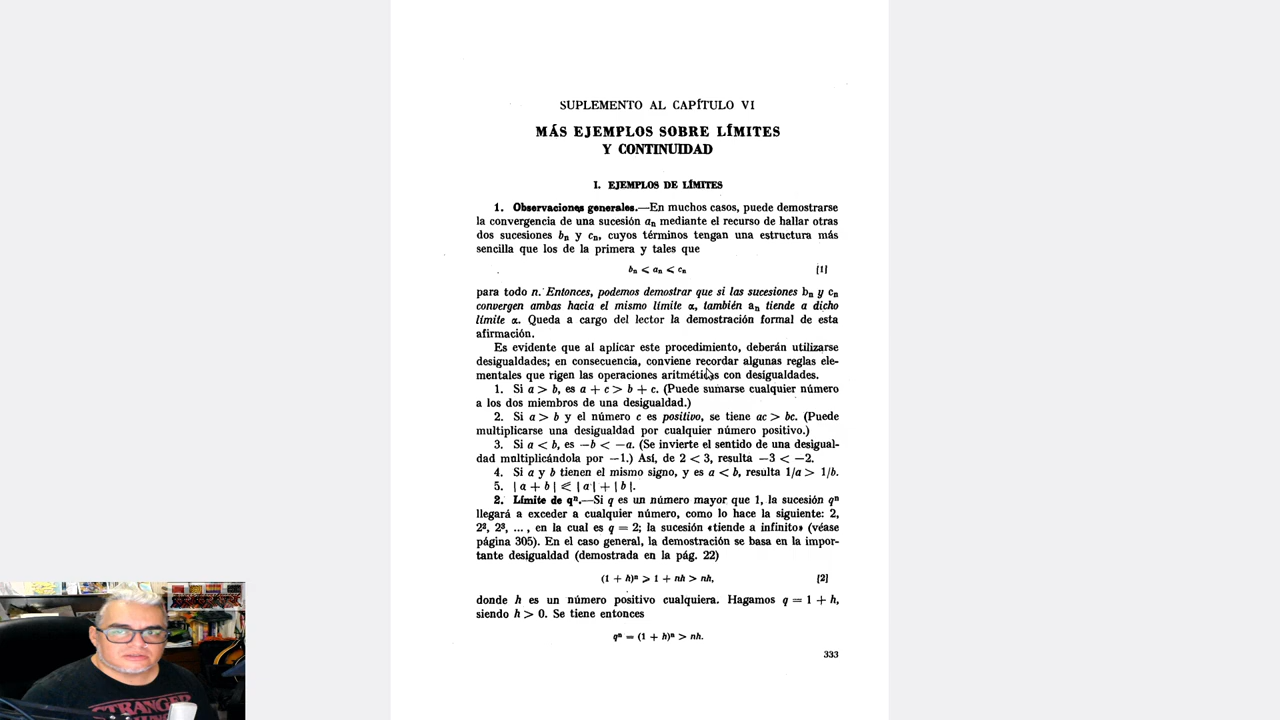 SUPLEMENTO AL CAPÍTULO VI
MÁS EJEMPLOS SOBRE LÍMITES
Y CONTINUIDAD
I. EJEMPLOS DE LÍMITES
1. Observaciones generales.—En muchos casos, puede demostrarse
la convergencia de una sucesión aₙ mediante el recurso de hallar otras
dos sucesiones bₙ y cₙ, cuyos términos tengan una estructura más
sencilla que los de la primera y tales que
bₙ < aₙ < cₙ [1]
para todo n. Entonces, podemos demostrar que si las sucesiones bₙ y cₙ
convergen ambas hacia el mismo límite α, también aₙ tiende a dicho
límite α. Queda a cargo del lector la demostración formal de esta
afirmación.
Es evidente que al aplicar este procedimiento, deberán utilizarse
desigualdades; en consecuencia, conviene recordar algunas reglas ele-
mentales que rigen las operaciones aritméticas con desigualdades.
1. Si a > b, es a + c > b + c. (Puede sumarse cualquier número
a los dos miembros de una desigualdad.)
2. Si a > b y el número c es positivo, se tiene ac > bc. (Puede
multiplicarse una desigualdad por cualquier número positivo.)
3. Si a < b, es −b < −a. (Se invierte el sentido de una desigual-
dad multiplicándola por −1.) Así, de 2 < 3, resulta −3 < −2.
4. Si a y b tienen el mismo signo, y es a < b, resulta 1/a > 1/b.
5. | a + b | ⩽ | a | + | b |.
2. Límite de qⁿ.—Si q es un número mayor que 1, la sucesión qⁿ
llegará a exceder a cualquier número, como lo hace la siguiente: 2,
2², 2³, ..., en la cual es q = 2; la sucesión «tiende a infinito» (véase
página 305). En el caso general, la demostración se basa en la impor-
tante desigualdad (demostrada en la pág. 22)
(1 + h)ⁿ ⩾ 1 + nh > nh, [2]
donde h es un número positivo cualquiera. Hagamos q = 1 + h,
siendo h > 0. Se tiene entonces
qⁿ = (1 + h)ⁿ > nh.
333
STRANGER